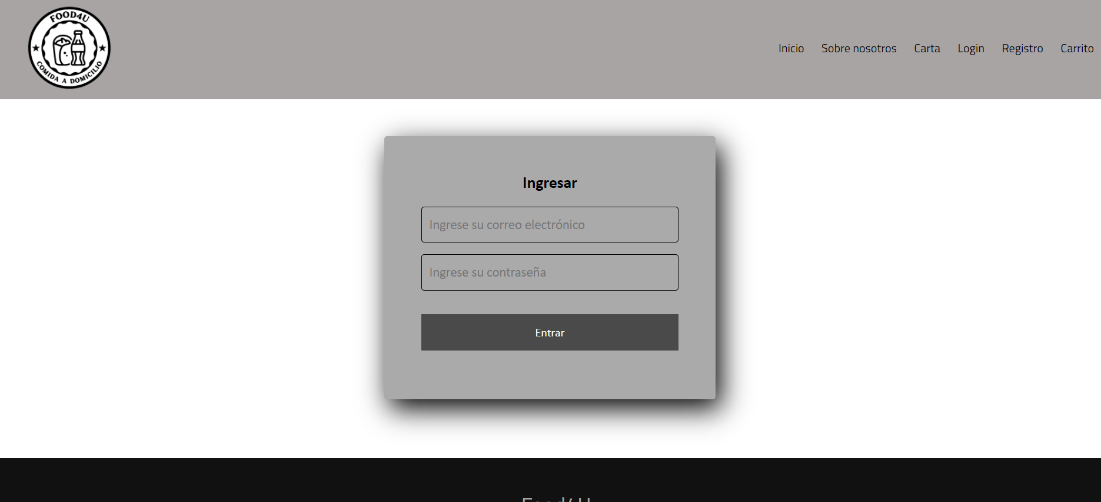 FOOD4U
COMIDA A DOMICILIO
Inicio Sobre nosotros Carta Login Registro Carrito
Ingresar
Ingrese su correo electrónico
Ingrese su contraseña
Entrar